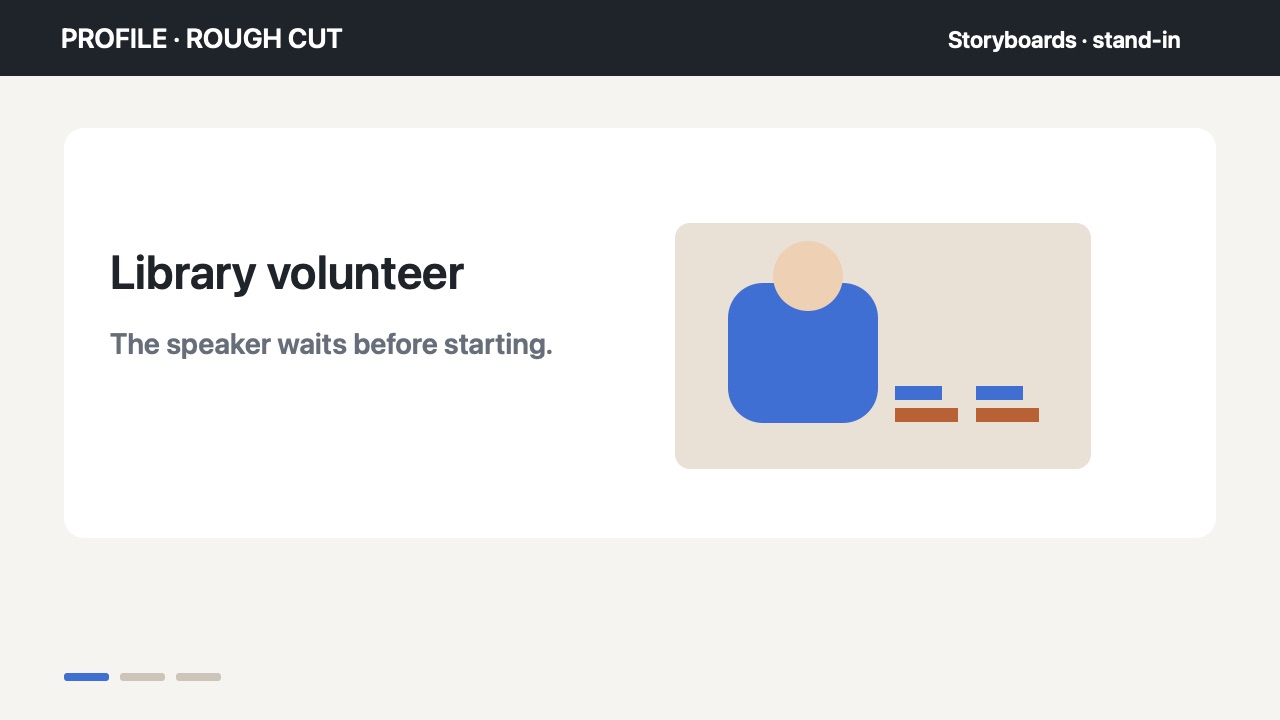 PROFILE · ROUGH CUT
Storyboards · stand-in
Library volunteer
The speaker waits before starting.